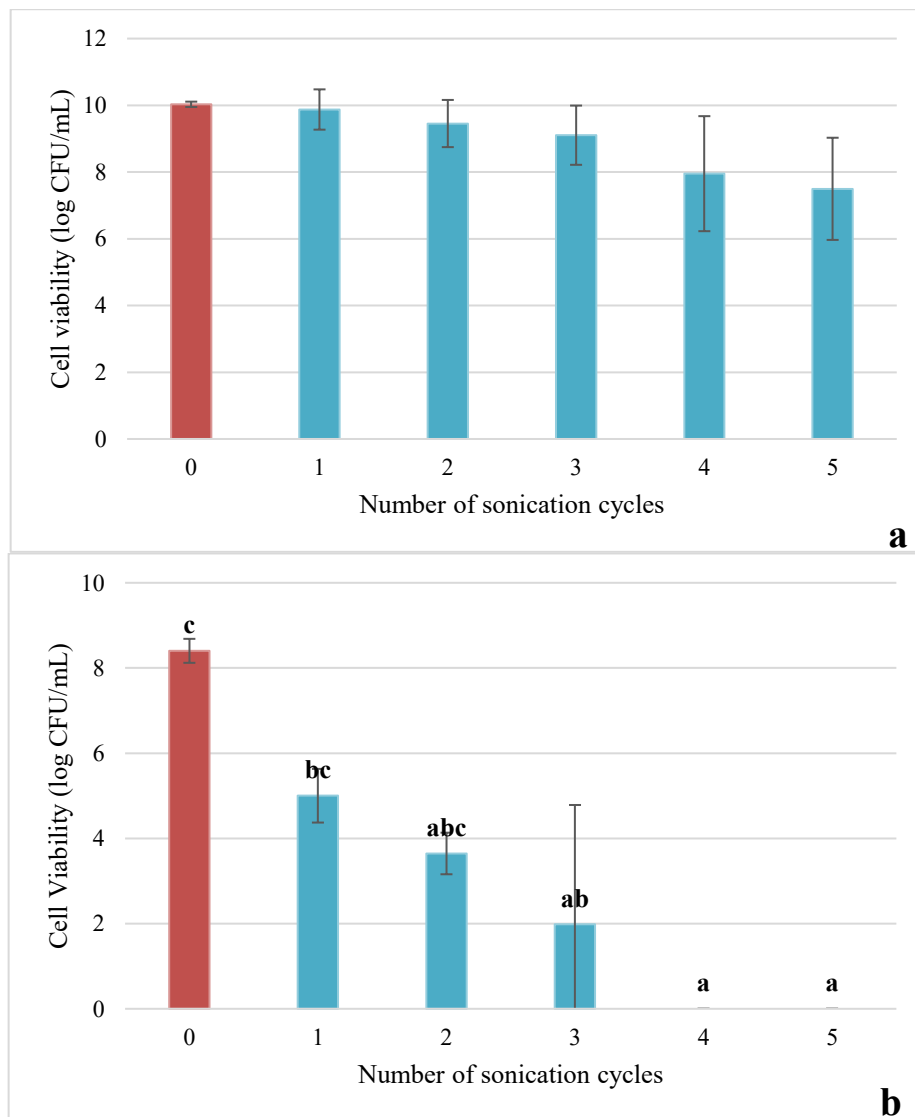 Cell viability (log CFU/mL)
12
10
8
6
4
2
0
0 1 2 3 4 5
Number of sonication cycles
a
Cell Viability (log CFU/mL)
10
8
6
4
2
0
c
bc
abc
ab
a a
0 1 2 3 4 5
Number of sonication cycles
b